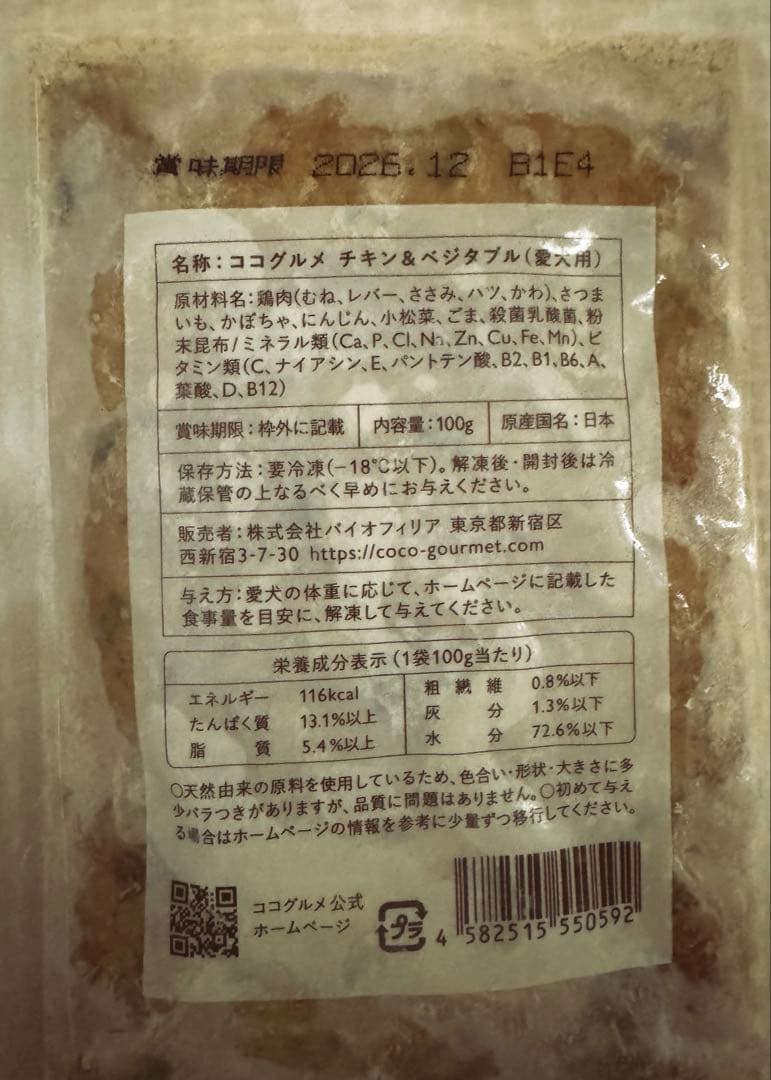 賞味期限 2026.12 B1E4
名称：ココグルメ チキン＆ベジタブル（愛犬用）
原材料名：鶏肉（むね、レバー、ささみ、ハツ、かわ）、さつま
いも、かぼちゃ、にんじん、小松菜、ごま、殺菌乳酸菌、粉
末昆布/ミネラル類（Ca、P、Cl、Na、Zn、Cu、Fe、Mn）、ビ
タミン類（C、ナイアシン、E、パントテン酸、B2、B1、B6、A、
葉酸、D、B12）
賞味期限：枠外に記載 内容量：100g 原産国名：日本
保存方法：要冷凍（−18℃以下）。解凍後・開封後は冷
蔵保管の上なるべく早めにお与えください。
販売者：株式会社バイオフィリア 東京都新宿区
西新宿3-7-30 https://coco-gourmet.com
与え方：愛犬の体重に応じて、ホームページに記載した
食事量を目安に、解凍して与えてください。
栄養成分表示（1袋100g当たり）
エネルギー 116kcal
たんぱく質 13.1%以上
脂質 5.4%以上
粗繊維 0.8%以下
灰分 1.3%以下
水分 72.6%以下
○天然由来の原料を使用しているため、色合い・形状・大きさに多
少バラつきがありますが、品質に問題はありません。○初めて与え
る場合はホームページの情報を参考に少量ずつ移行してください。
ココグルメ公式
ホームページ
プラ
4 582515 550592